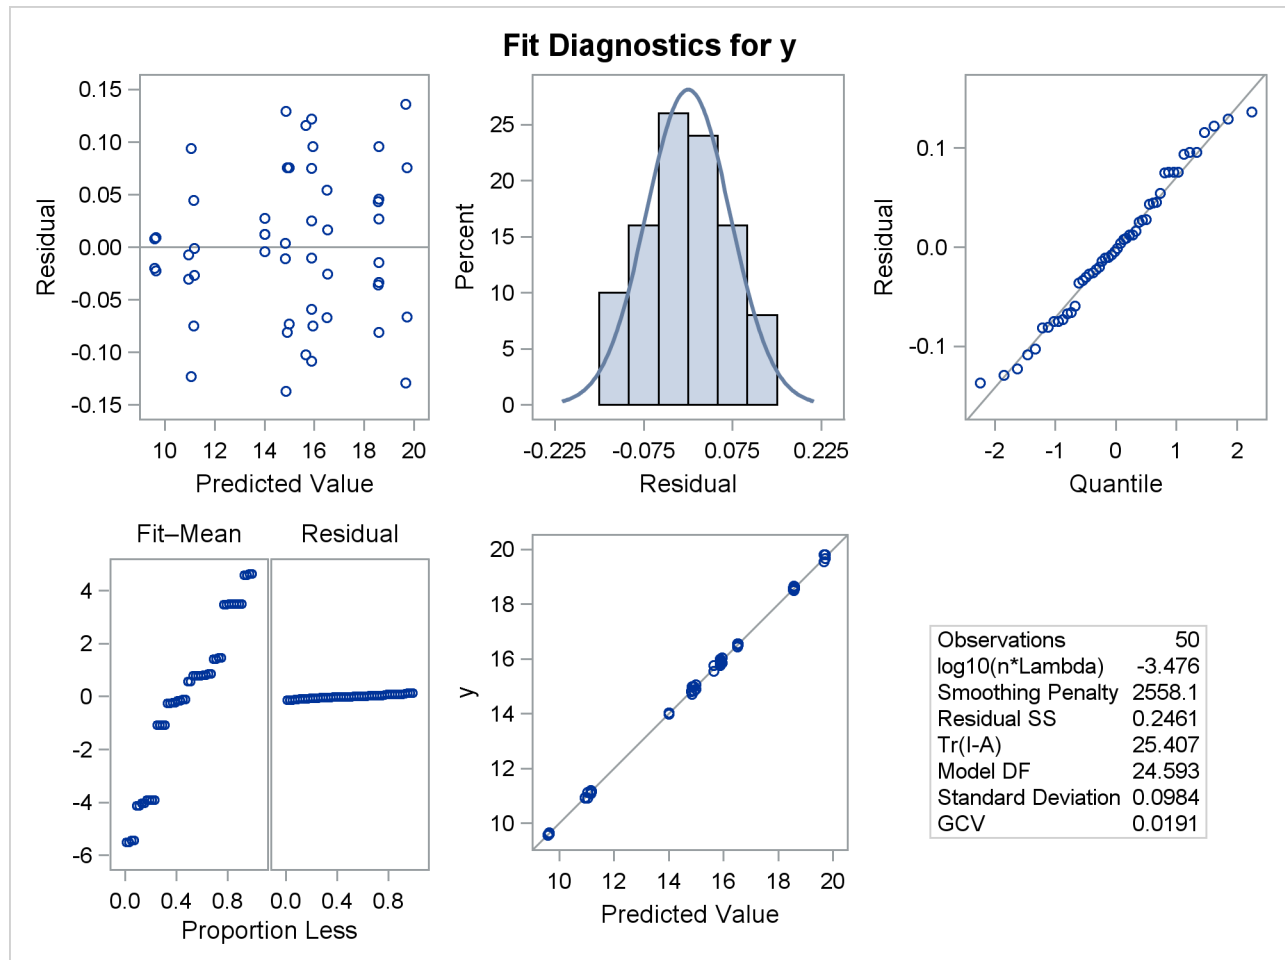 Fit Diagnostics for y
0.15
0.10
0.05
0.00
-0.05
-0.10
-0.15
Residual
10 12 14 16 18 20
Predicted Value
25
20
15
10
5
0
Percent
-0.225 -0.075 0.075 0.225
Residual
0.1
0.0
-0.1
Residual
-2 -1 0 1 2
Quantile
Fit–Mean Residual
4
2
0
-2
-4
-6
0.0 0.4 0.8 0.0 0.4 0.8
Proportion Less
20
18
16
14
12
10
y
10 12 14 16 18 20
Predicted Value
Observations 50
log10(n*Lambda) -3.476
Smoothing Penalty 2558.1
Residual SS 0.2461
Tr(I-A) 25.407
Model DF 24.593
Standard Deviation 0.0984
GCV 0.0191